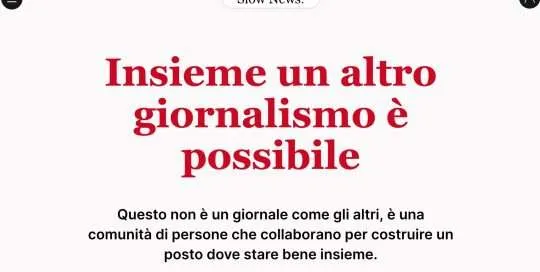 Slow News.
Insieme un altro
giornalismo è
possibile
Questo non è un giornale come gli altri, è una
comunità di persone che collaborano per costruire un
posto dove stare bene insieme.